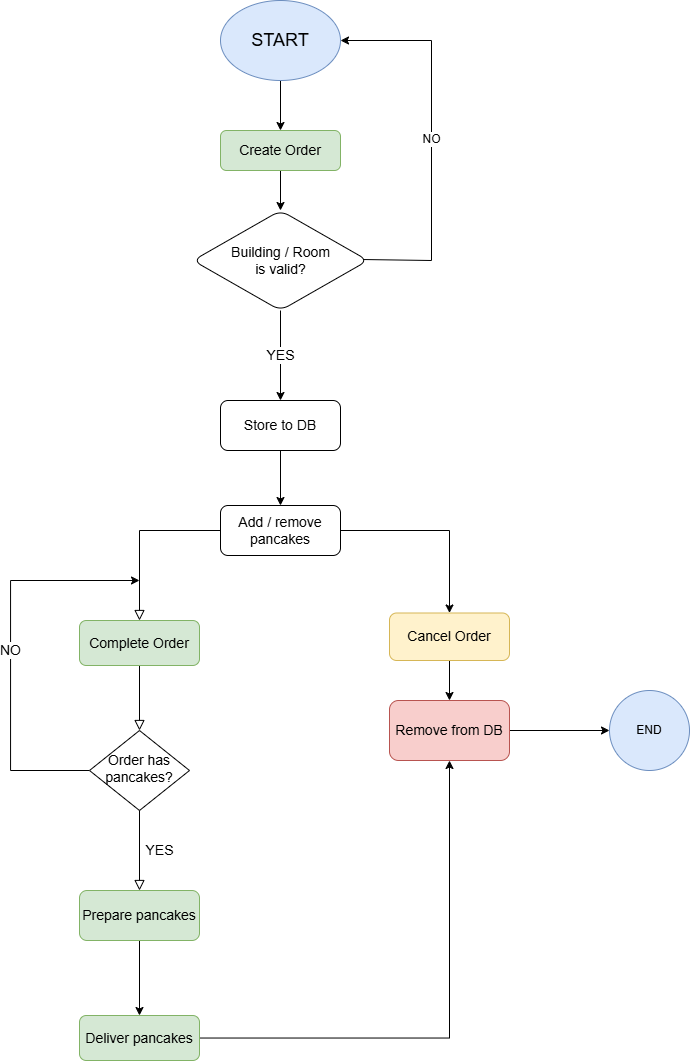 START
NO
Create Order
Building / Room
is valid?
YES
Store to DB
Add / remove
pancakes
Complete Order
Cancel Order
NO
Remove from DB
END
Order has
pancakes?
YES
Prepare pancakes
Deliver pancakes